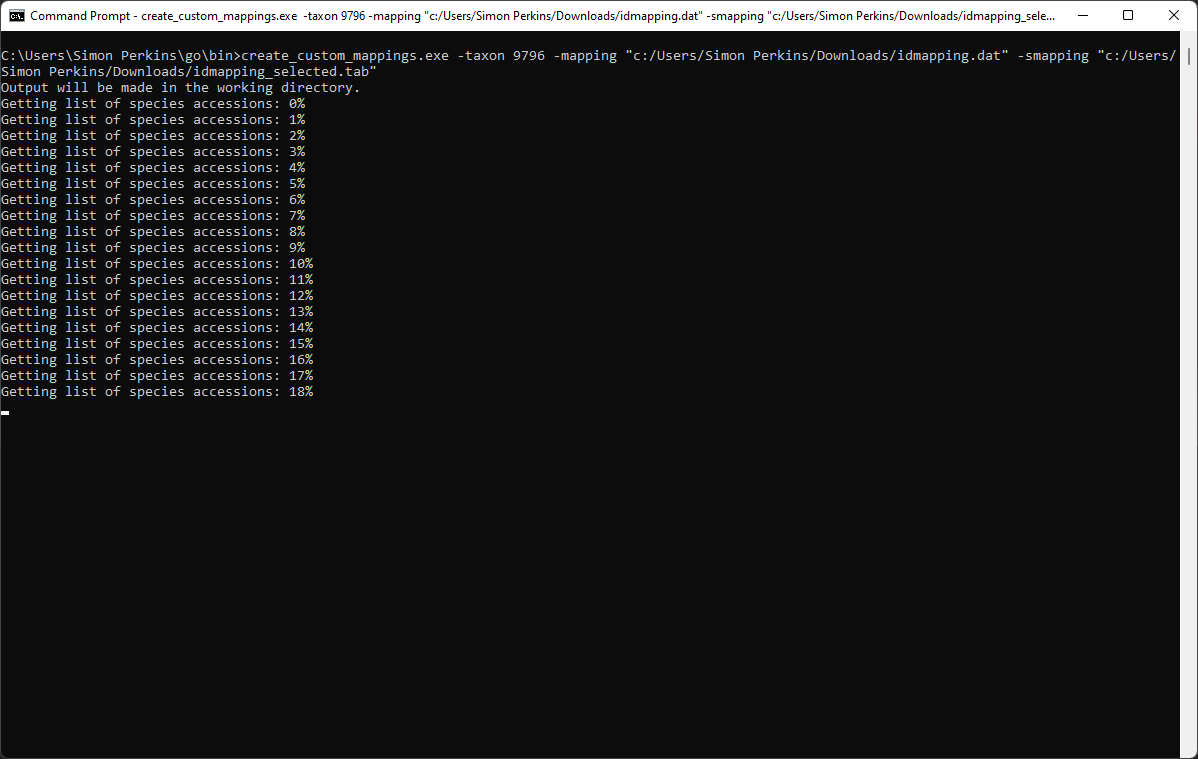 Command Prompt - create_custom_mappings.exe -taxon 9796 -mapping "c:/Users/Simon Perkins/Downloads/idmapping.dat" -smapping "c:/Users/Simon Perkins/Downloads/idmapping_sele...
C:\Users\Simon Perkins\go\bin>create_custom_mappings.exe -taxon 9796 -mapping "c:/Users/Simon Perkins/Downloads/idmapping.dat" -smapping "c:/Users/
Simon Perkins/Downloads/idmapping_selected.tab"
Output will be made in the working directory.
Getting list of species accessions: 0%
Getting list of species accessions: 1%
Getting list of species accessions: 2%
Getting list of species accessions: 3%
Getting list of species accessions: 4%
Getting list of species accessions: 5%
Getting list of species accessions: 6%
Getting list of species accessions: 7%
Getting list of species accessions: 8%
Getting list of species accessions: 9%
Getting list of species accessions: 10%
Getting list of species accessions: 11%
Getting list of species accessions: 12%
Getting list of species accessions: 13%
Getting list of species accessions: 14%
Getting list of species accessions: 15%
Getting list of species accessions: 16%
Getting list of species accessions: 17%
Getting list of species accessions: 18%